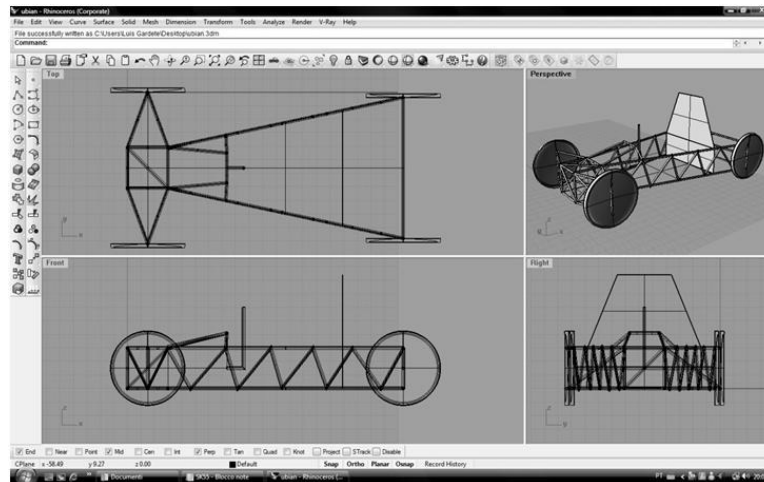 ubian - Rhinoceros (Corporate)
File Edit View Curve Surface Solid Mesh Dimension Transform Tools Analyze Render V-Ray Help
File successfully written as C:\Users\Luis Gardete\Desktop\ubian.3dm
Command:
Top
Perspective
Front
Right
End Near Point Mid Cen Int Perp Tan Quad Knot Project STrack Disable
CPlane x -58.49 y 9.27 z 0.00 Default Snap Ortho Planar Osnap Record History
Documenti
Blocco note
ubian - Rhinoceros (...
PT